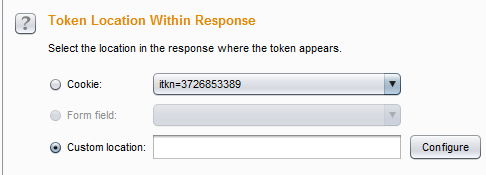 ?
Token Location Within Response
Select the location in the response where the token appears.
Cookie: itkn=3726853389
Form field:
Custom location: Configure